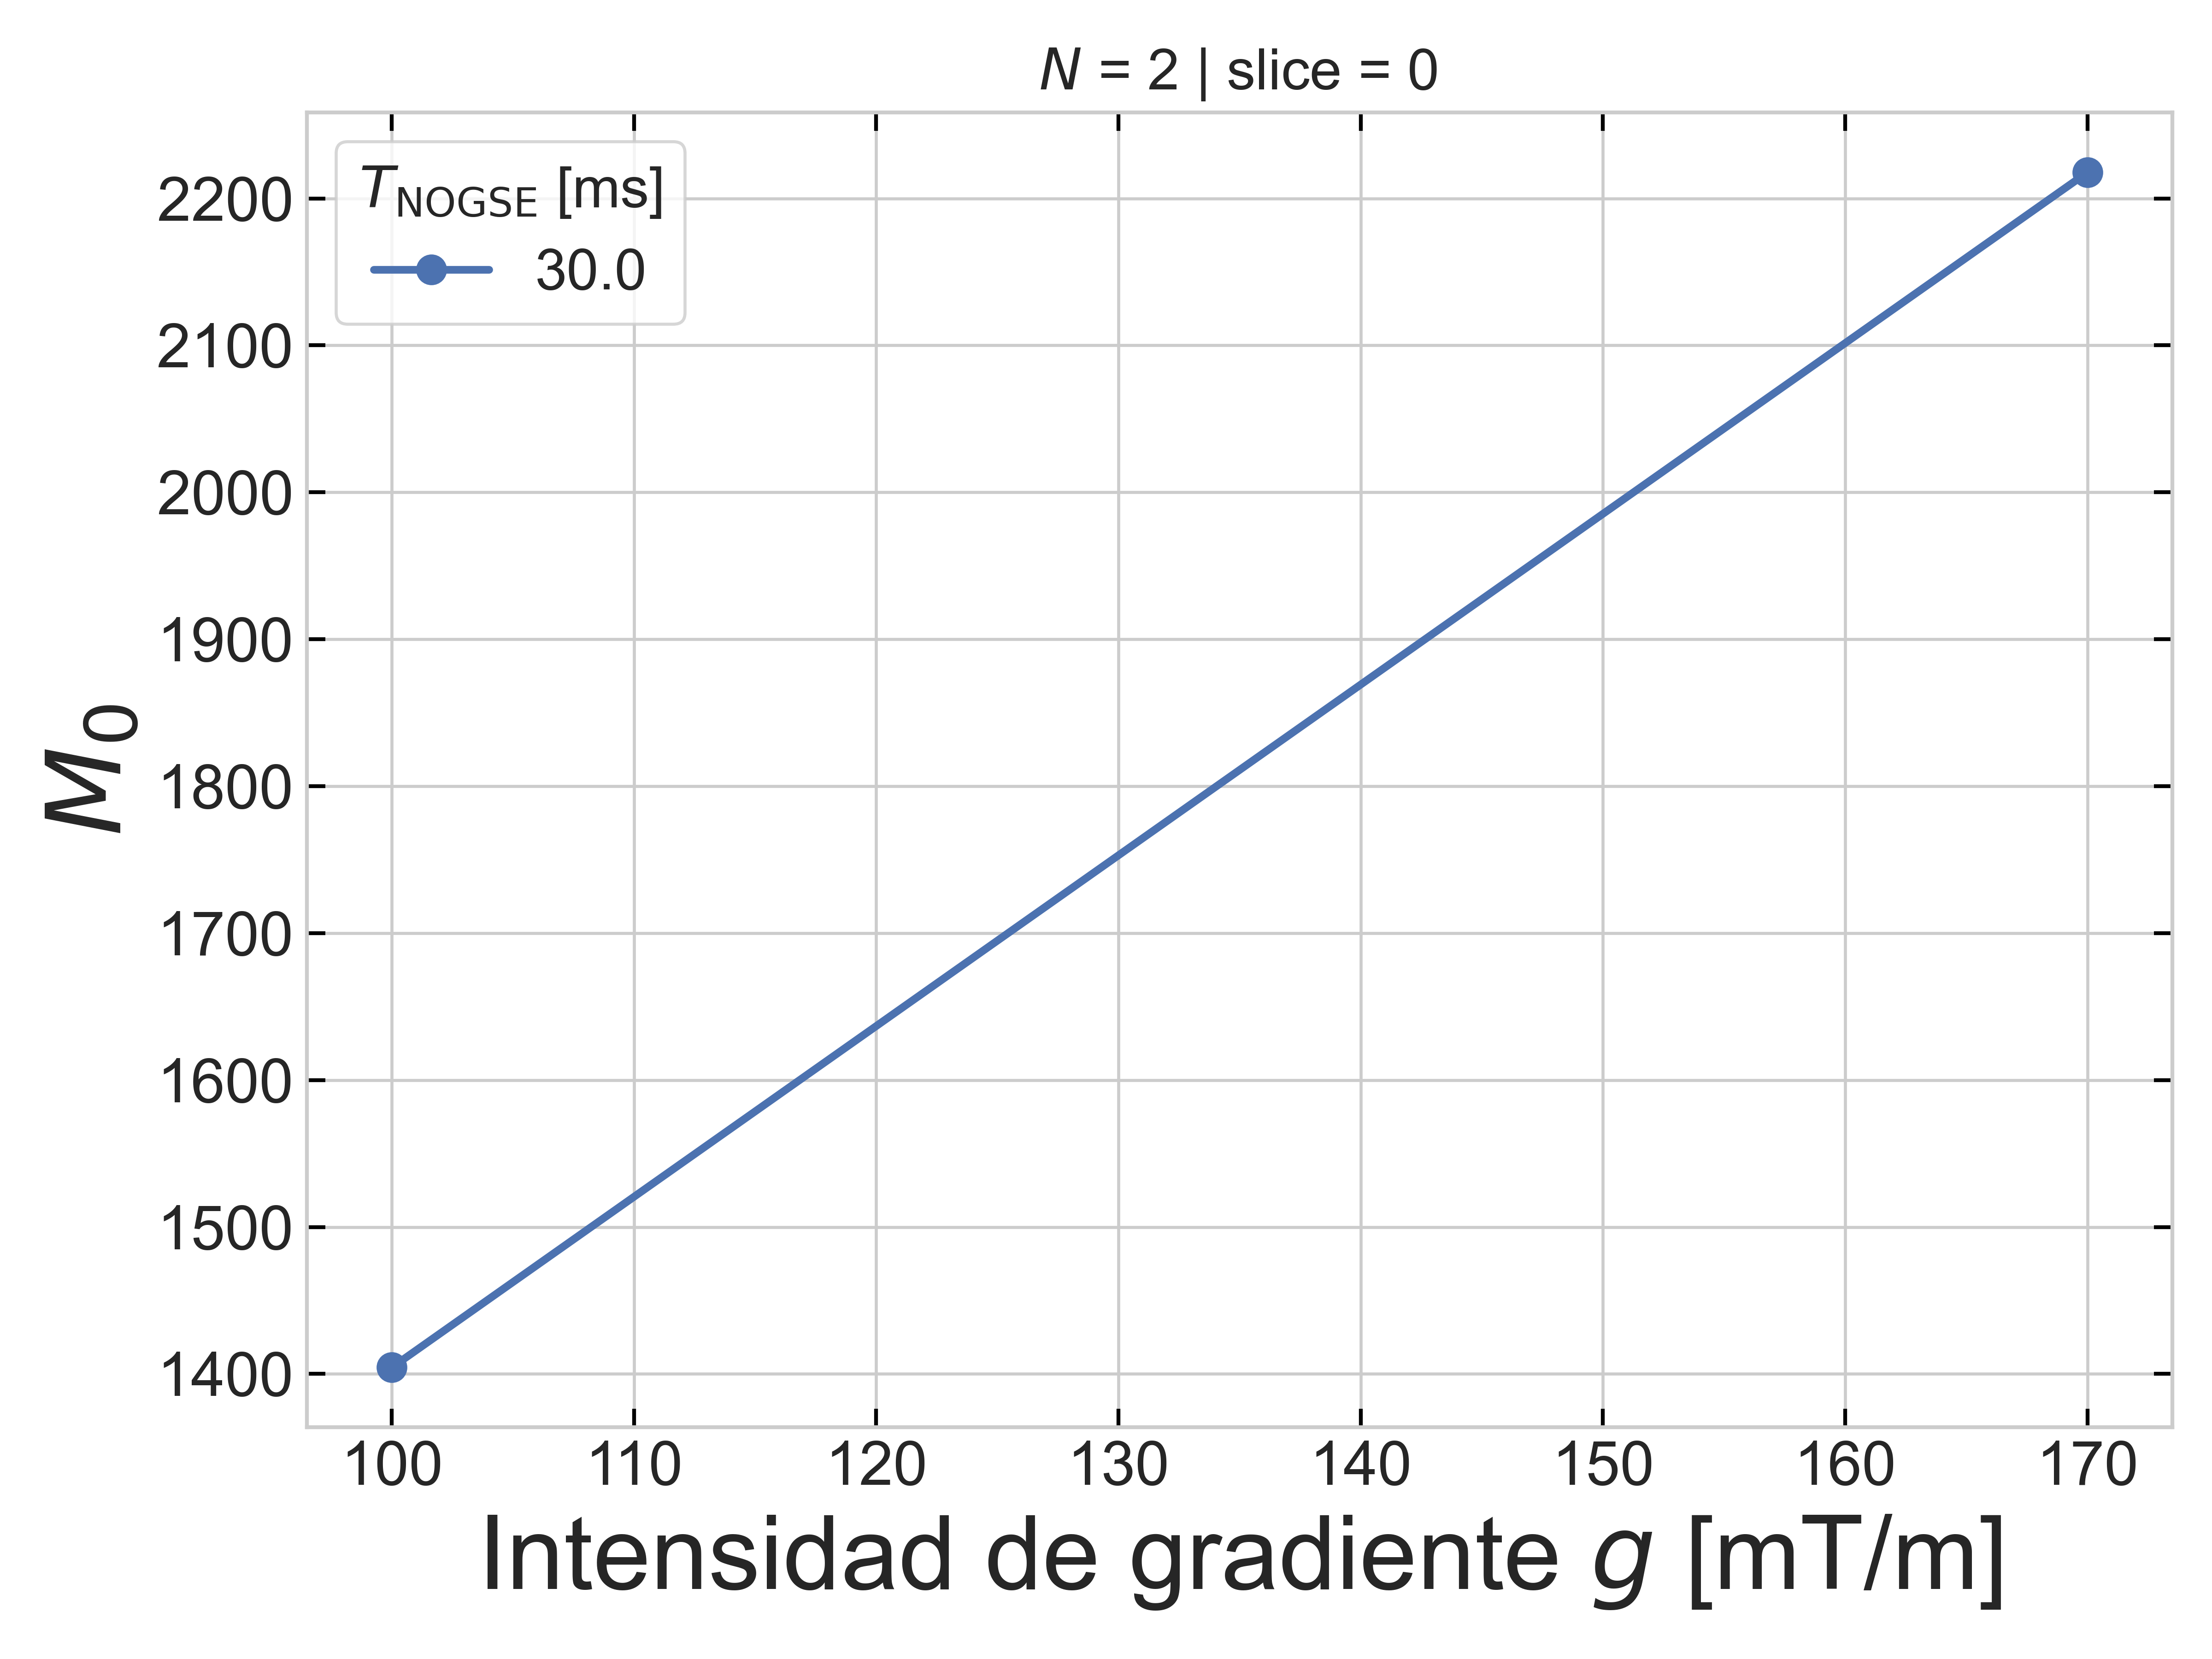 N = 2 | slice = 0
T_NOGSE [ms]
30.0
2200
2100
2000
1900
1800
1700
1600
1500
1400
M_0
100 110 120 130 140 150 160 170
Intensidad de gradiente g [mT/m]